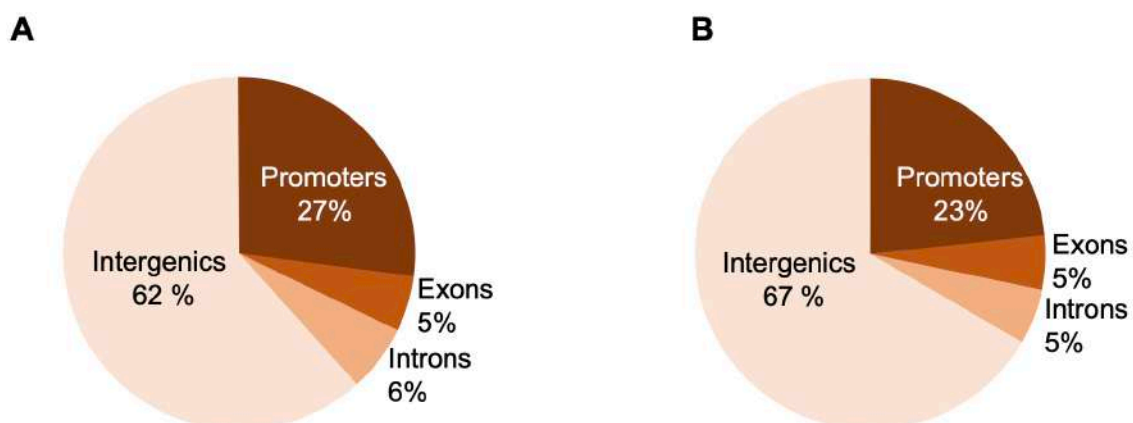 A
Promoters
27%
Intergenics
62 %
Exons
5%
Introns
6%
B
Promoters
23%
Intergenics
67 %
Exons
5%
Introns
5%